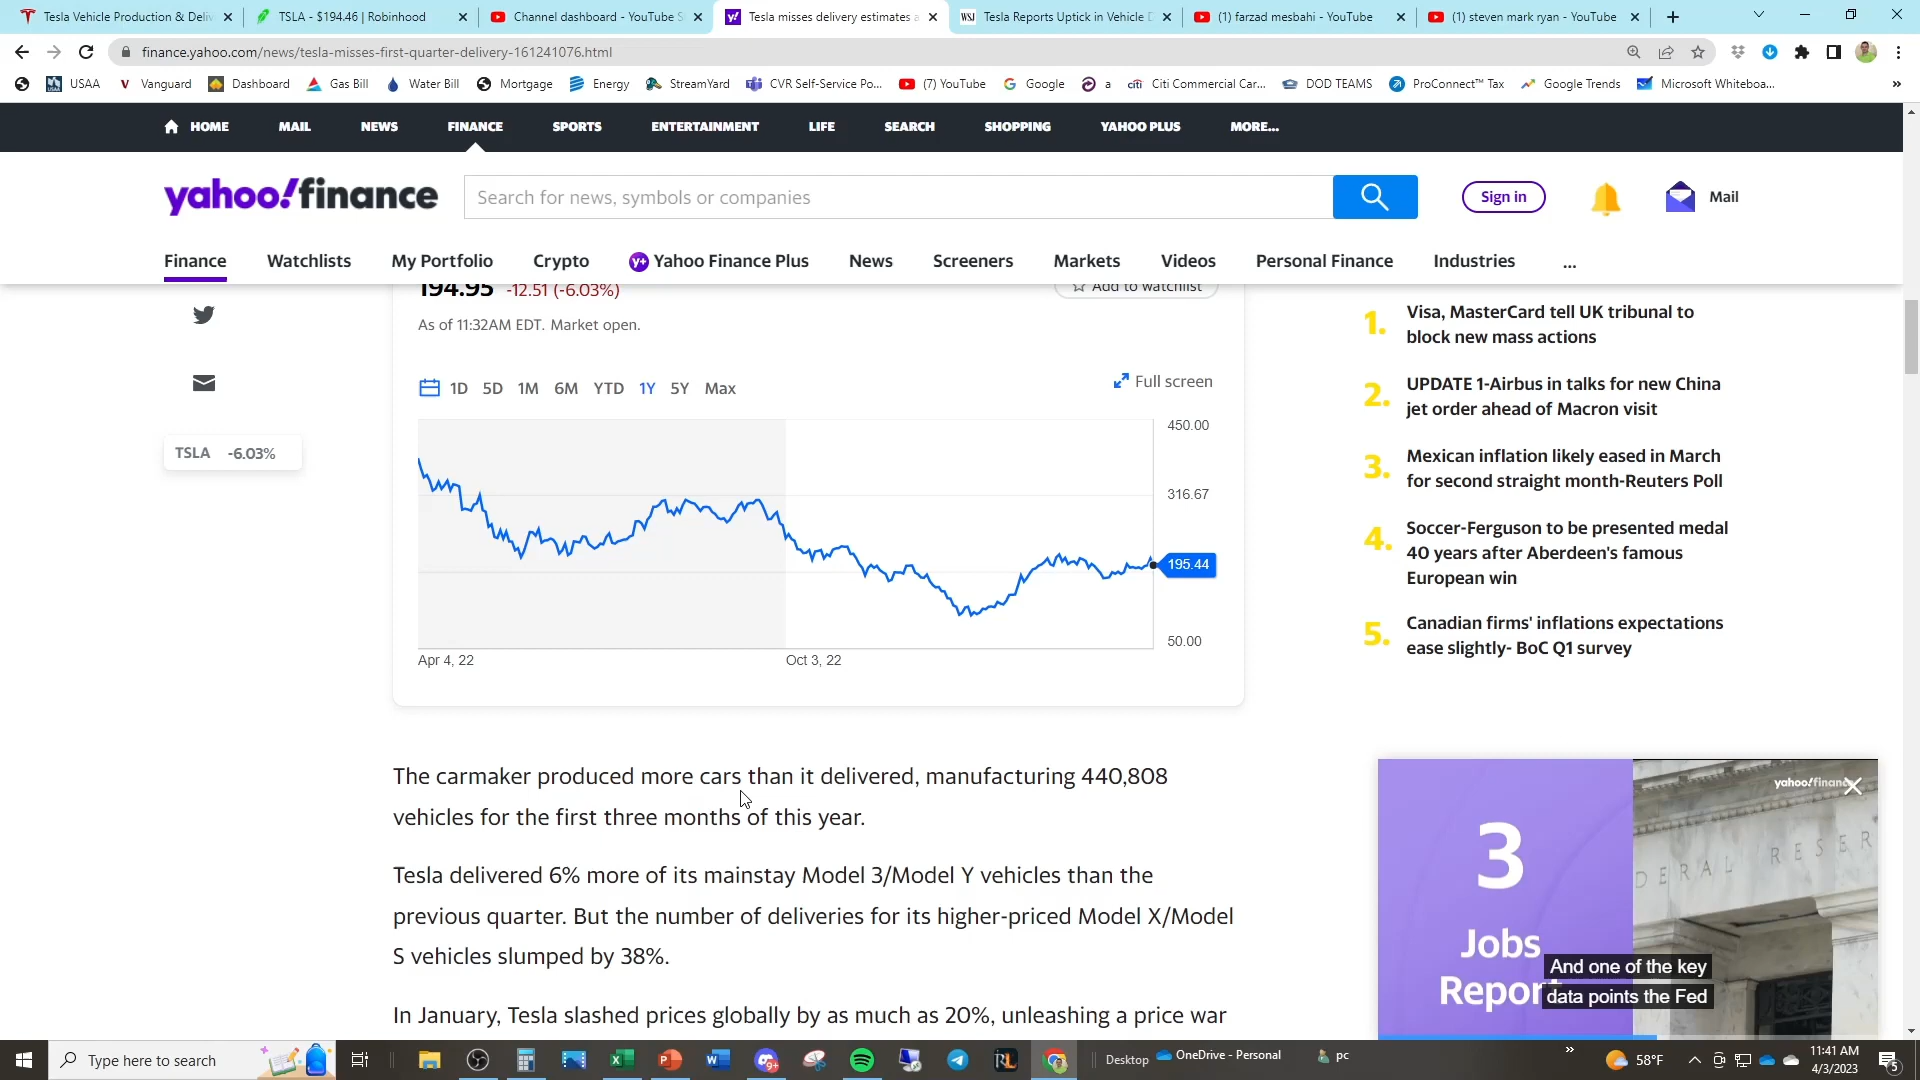 Tesla Vehicle Production & Deli
TSLA - $194.46 | Robinhood
Channel dashboard - YouTube S
Tesla misses delivery estimates a
WSJ
Tesla Reports Uptick in Vehicle D
(1) farzad mesbahi - YouTube
(1) steven mark ryan - YouTube
finance.yahoo.com/news/tesla-misses-first-quarter-delivery-161241076.html
USAA
Vanguard
Dashboard
Gas Bill
Water Bill
Mortgage
Energy
StreamYard
CVR Self-Service Po...
(7) YouTube
Google
a
citi
Citi Commercial Car...
DOD TEAMS
ProConnect™ Tax
Google Trends
Microsoft Whiteboa...
HOME
MAIL
NEWS
FINANCE
SPORTS
ENTERTAINMENT
LIFE
SEARCH
SHOPPING
YAHOO PLUS
MORE...
yahoo!finance
Search for news, symbols or companies
Sign in
Mail
Finance
Watchlists
My Portfolio
Crypto
Y+ Yahoo Finance Plus
News
Screeners
Markets
Videos
Personal Finance
Industries
...
194.95 -12.51 (-6.03%)
Add to watchlist
As of 11:32AM EDT. Market open.
1D 5D 1M 6M YTD 1Y 5Y Max
Full screen
TSLA -6.03%
450.00
316.67
195.44
50.00
Apr 4, 22
Oct 3, 22
The carmaker produced more cars than it delivered, manufacturing 440,808
vehicles for the first three months of this year.
Tesla delivered 6% more of its mainstay Model 3/Model Y vehicles than the
previous quarter. But the number of deliveries for its higher-priced Model X/Model
S vehicles slumped by 38%.
In January, Tesla slashed prices globally by as much as 20%, unleashing a price war
1. Visa, MasterCard tell UK tribunal to
block new mass actions
2. UPDATE 1-Airbus in talks for new China
jet order ahead of Macron visit
3. Mexican inflation likely eased in March
for second straight month-Reuters Poll
4. Soccer-Ferguson to be presented medal
40 years after Aberdeen's famous
European win
5. Canadian firms' inflations expectations
ease slightly- BoC Q1 survey
yahoo!financ
3
Jobs
Report
DERAL RESER
And one of the key
data points the Fed
Type here to search
9+
RL
Desktop
OneDrive - Personal
pc
58°F
11:41 AM
4/3/2023
5